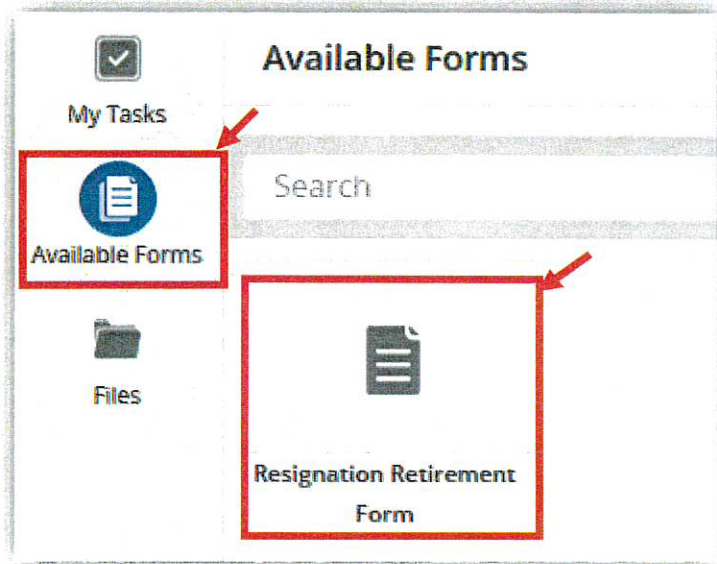 My Tasks
Available Forms
Files
Available Forms
Search
Resignation Retirement
Form